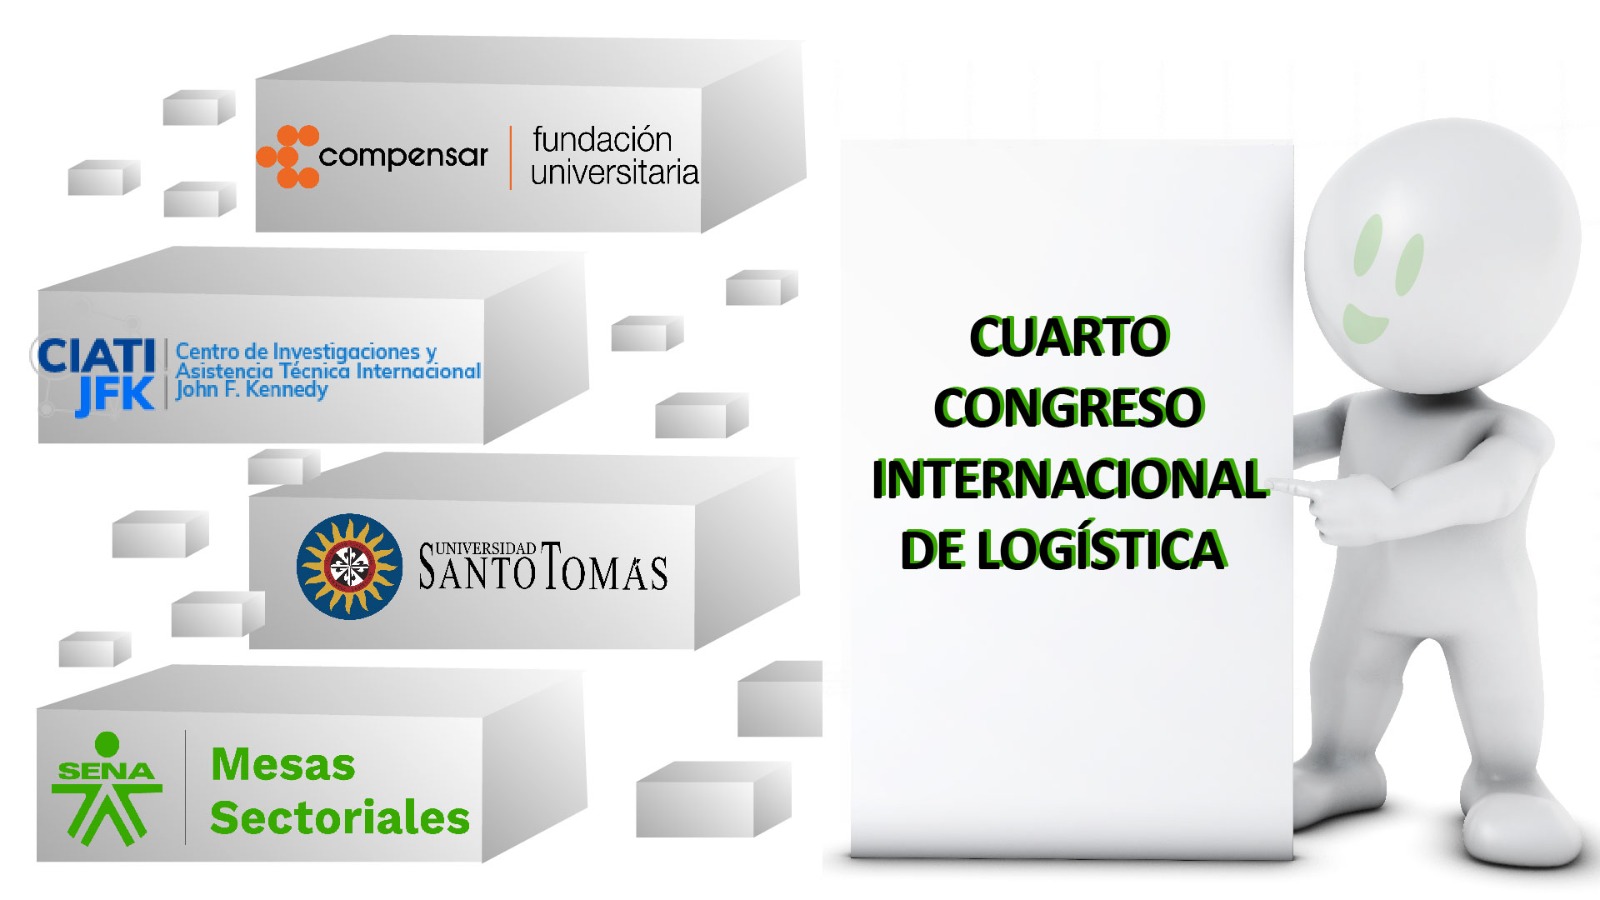 compensar
fundación
universitaria
CIATI
JFK
Centro de Investigaciones y
Asistencia Técnica Internacional
John F. Kennedy
UNIVERSIDAD
SANTO TOMÁS
SENA
Mesas
Sectoriales
CUARTO
CONGRESO
INTERNACIONAL
DE LOGÍSTICA